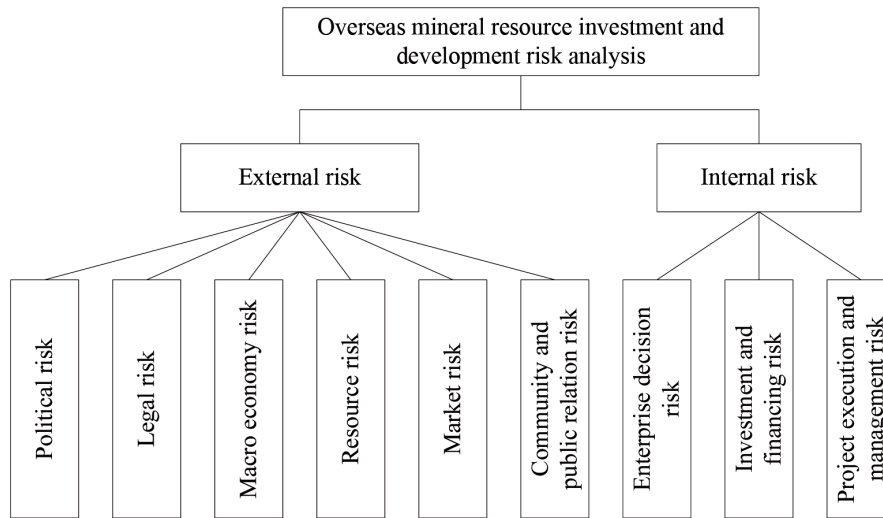 Overseas mineral resource investment and
development risk analysis
External risk
Internal risk
Political risk
Legal risk
Macro economy risk
Resource risk
Market risk
Community and
public relation risk
Enterprise decision
risk
Investment and
financing risk
Project execution and
management risk